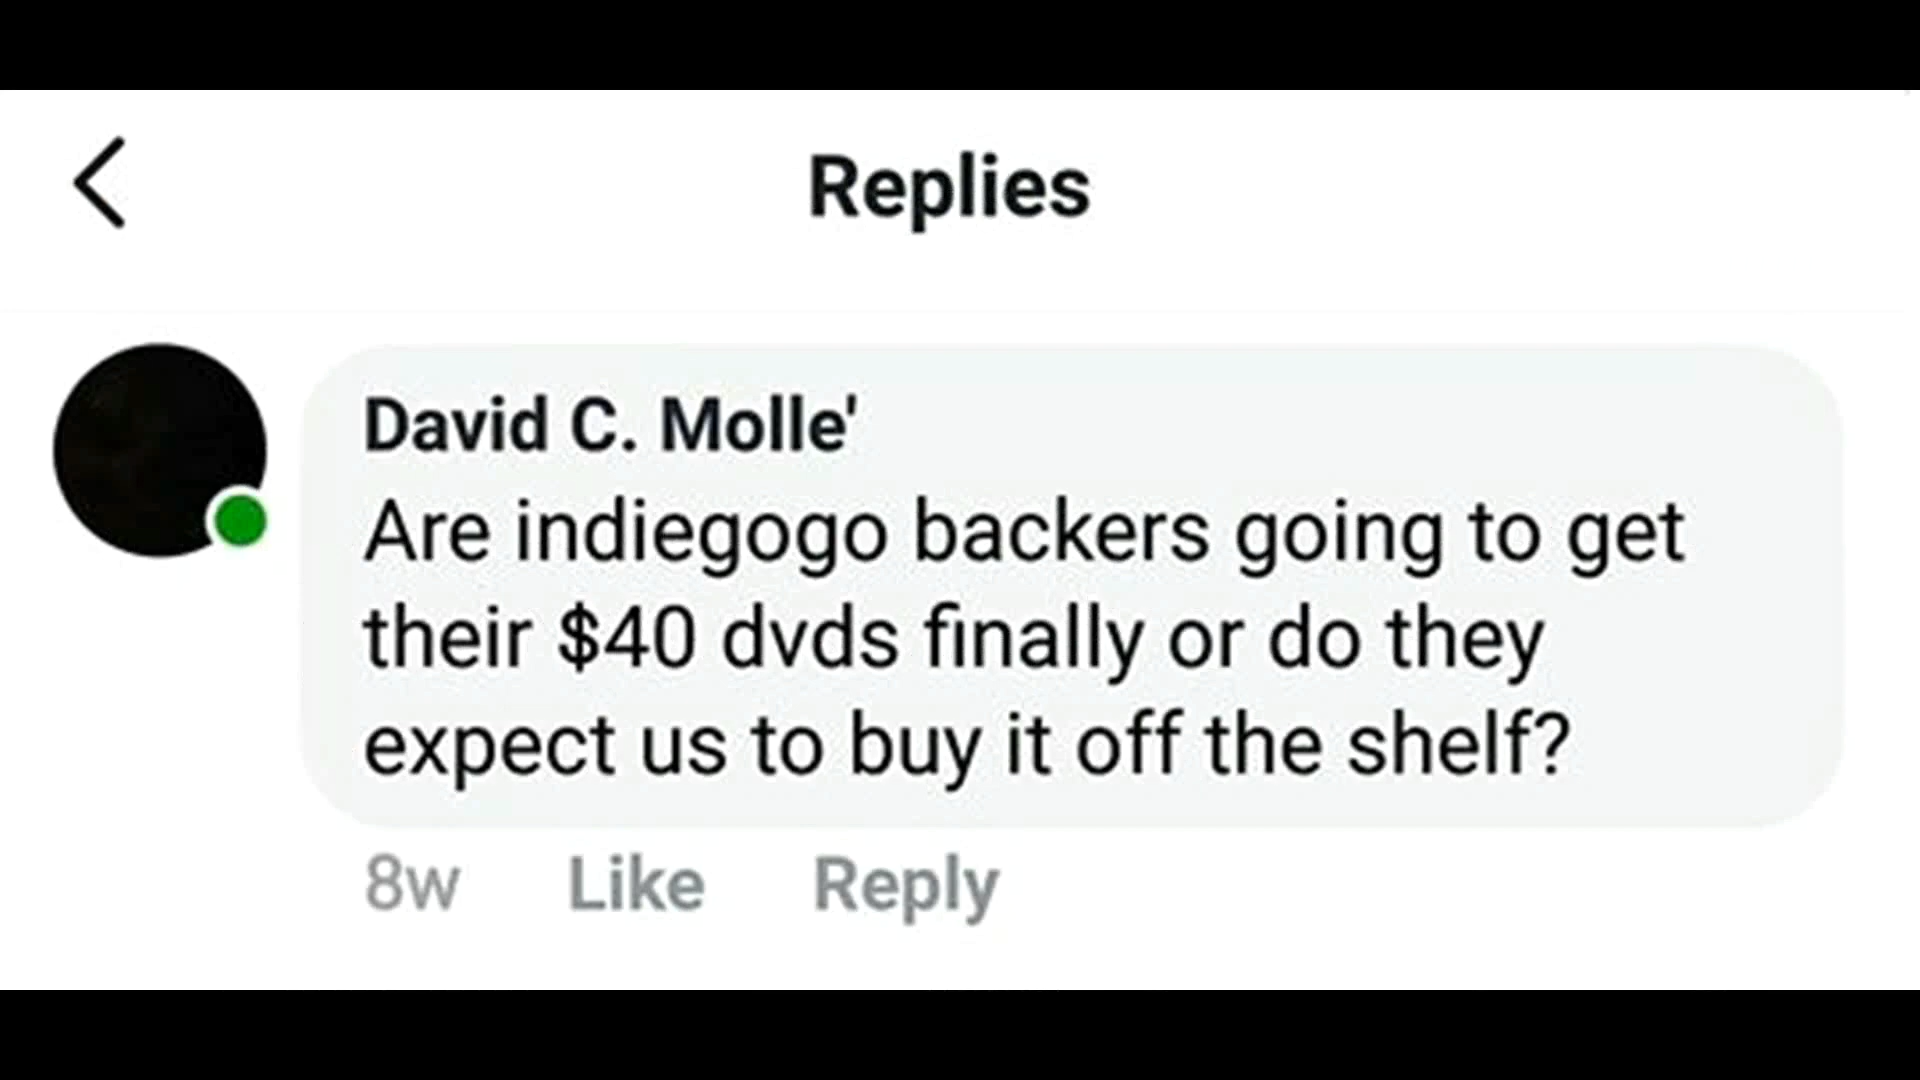 Replies
David C. Molle'
Are indiegogo backers going to get
their $40 dvds finally or do they
expect us to buy it off the shelf?
8w Like Reply